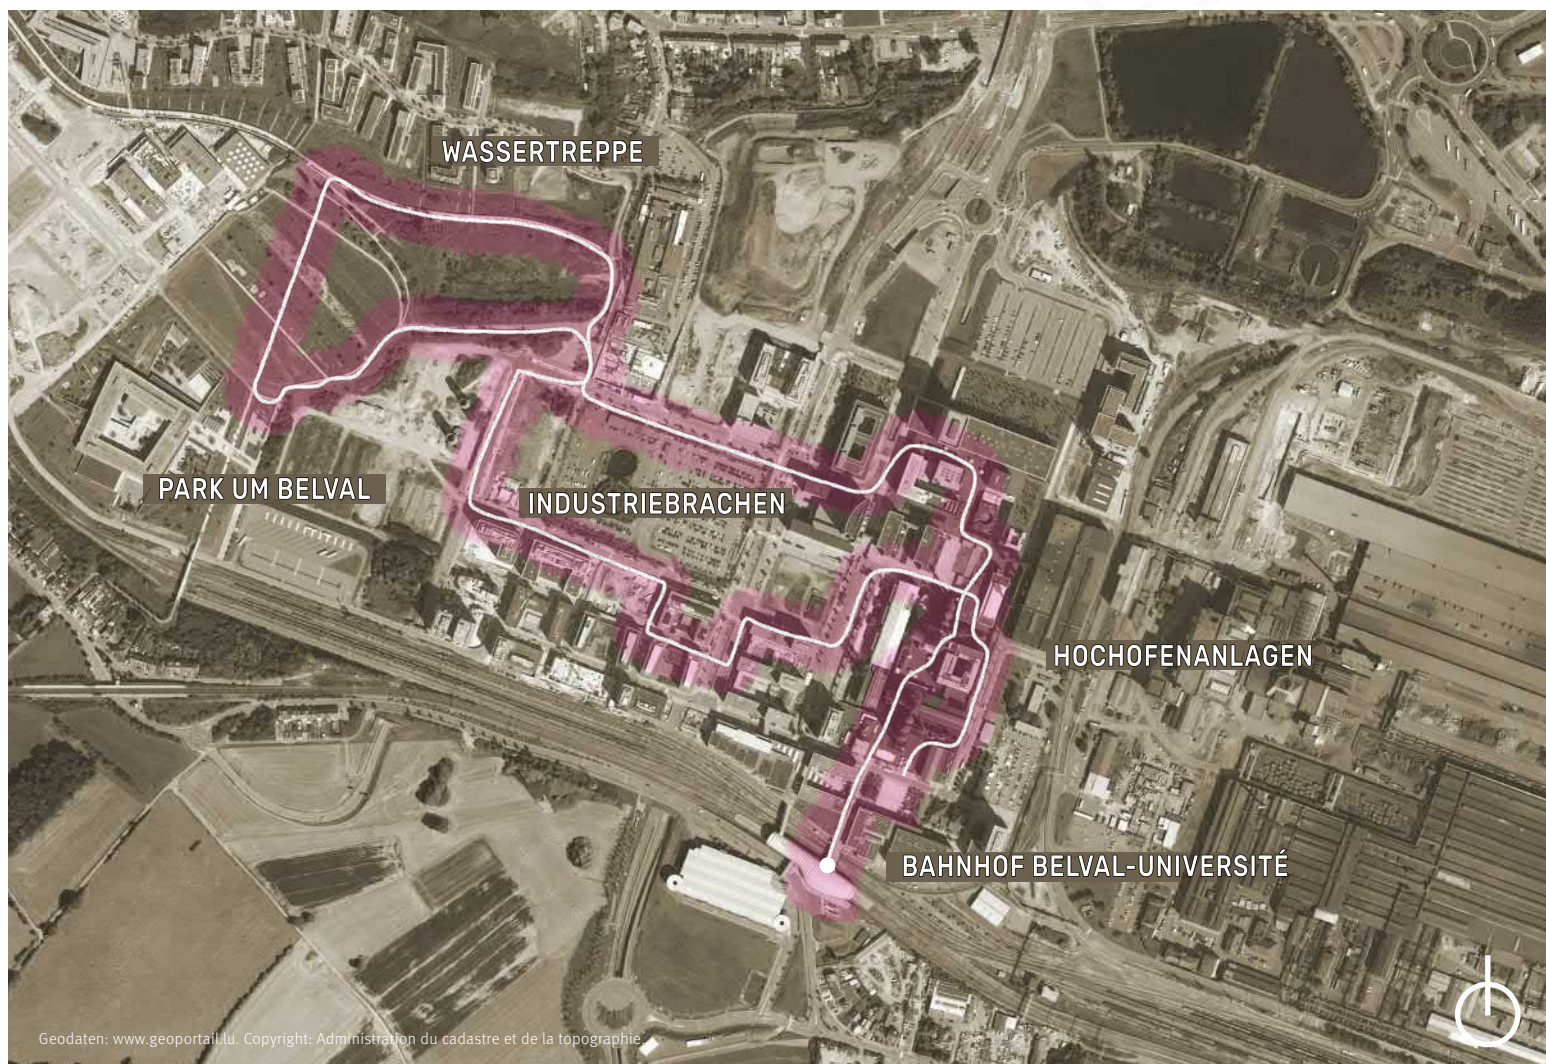 WASSERTREPPE
PARK UM BELVAL
INDUSTRIEBRACHEN
HOCHOFENANLAGEN
BAHNHOF BELVAL-UNIVERSITÉ
Geodaten: www.geoportail.lu. Copyright: Administration du cadastre et de la topographie